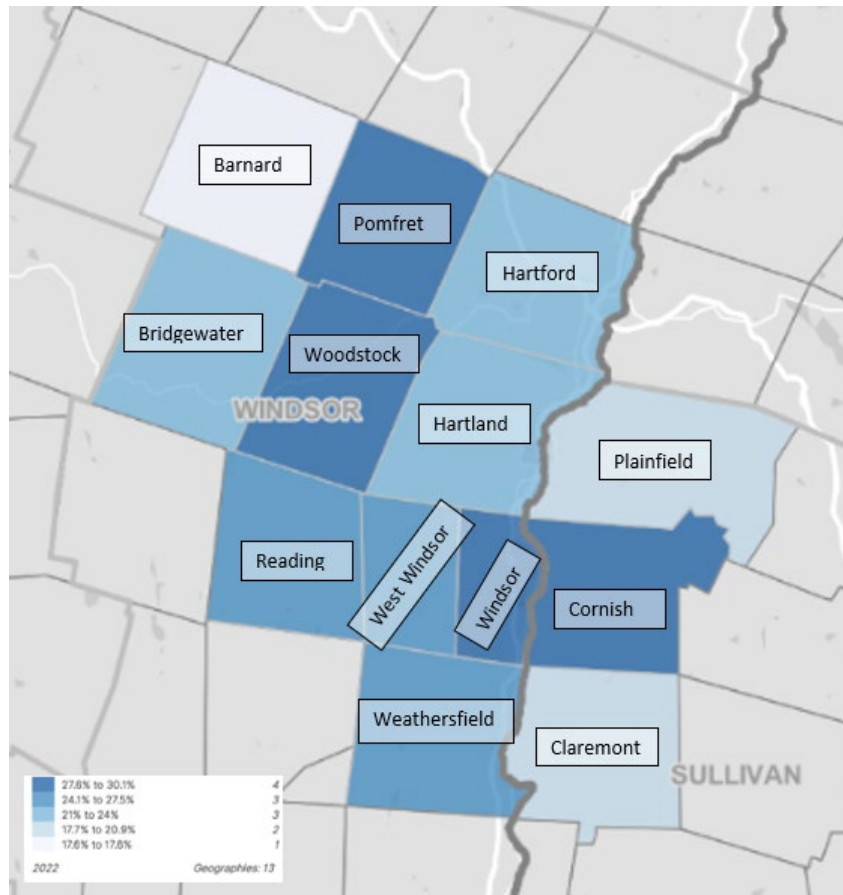 Barnard
Pomfret
Hartford
Bridgewater
Woodstock
WINDSOR
Hartland
Plainfield
Reading
West Windsor
Windsor
Cornish
Weathersfield
Claremont
SULLIVAN
27.6% to 30.1% 4
24.1% to 27.5% 3
21% to 24% 3
17.7% to 20.9% 2
17.6% to 17.6% 1
2022 Geographies: 13